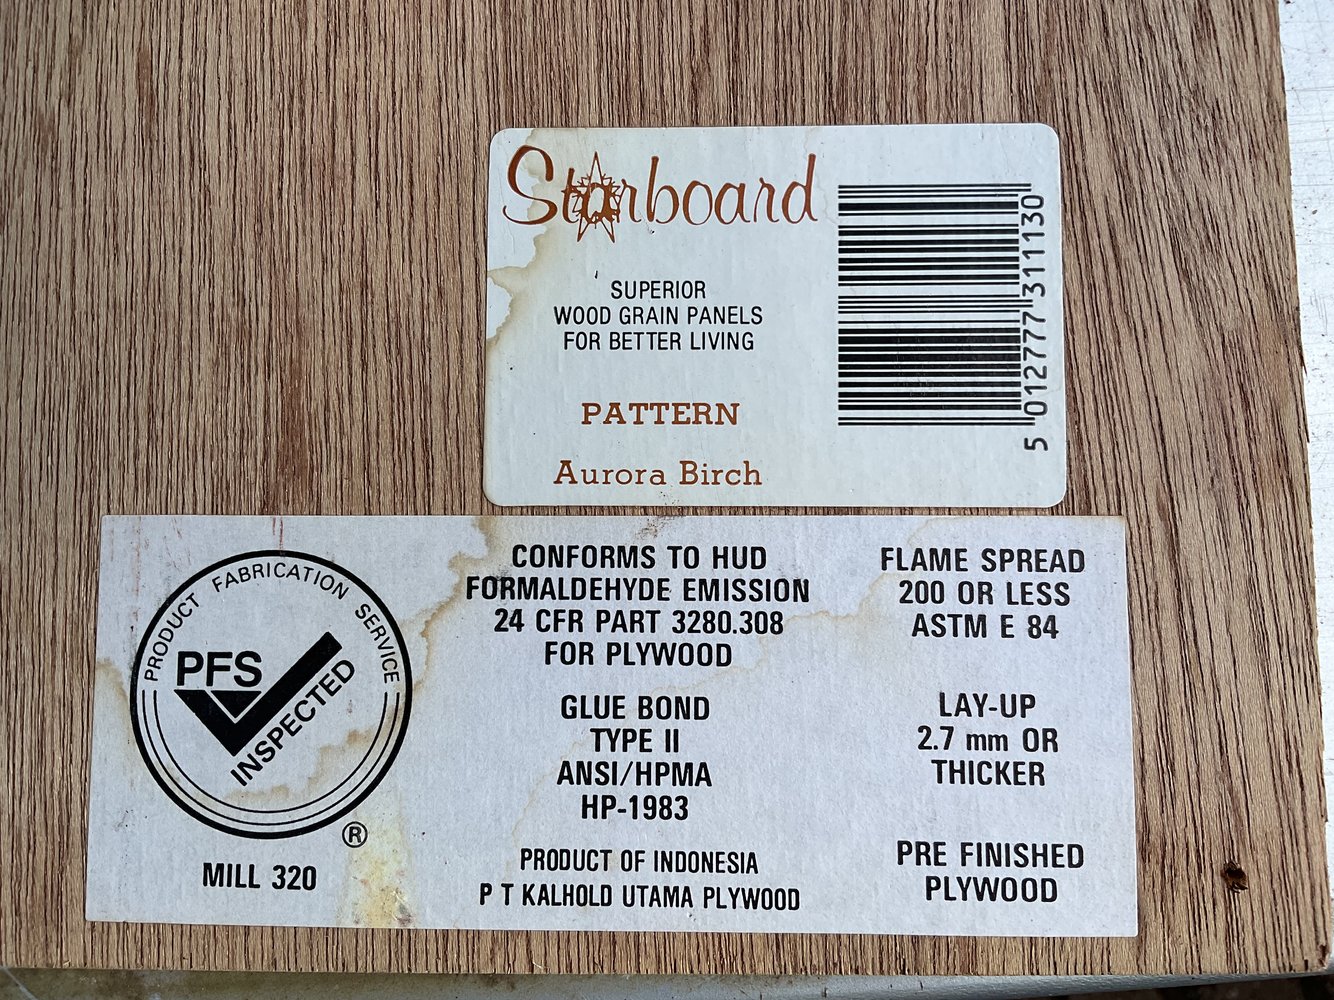 Starboard
SUPERIOR
WOOD GRAIN PANELS
FOR BETTER LIVING
PATTERN
Aurora Birch
5 012777 311130
PRODUCT FABRICATION SERVICE
PFS
INSPECTED
®
MILL 320
CONFORMS TO HUD
FORMALDEHYDE EMISSION
24 CFR PART 3280.308
FOR PLYWOOD
GLUE BOND
TYPE II
ANSI/HPMA
HP-1983
PRODUCT OF INDONESIA
P T KALHOLD UTAMA PLYWOOD
FLAME SPREAD
200 OR LESS
ASTM E 84
LAY-UP
2.7 mm OR
THICKER
PRE FINISHED
PLYWOOD